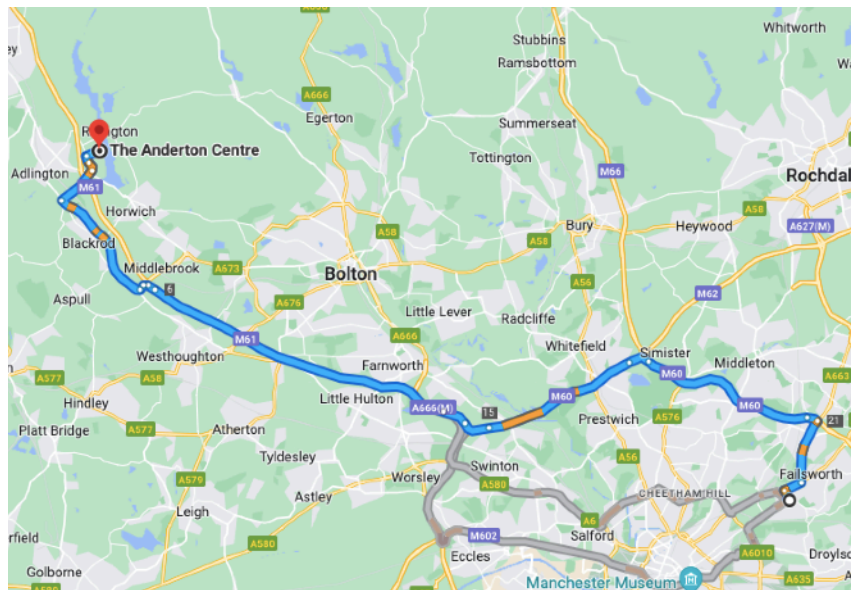 Whitworth
Stubbins
Ramsbottom
A666
Egerton
Summerseat
The Anderton Centre
Tottington
Adlington
M61
M66
Rochdal
Horwich
Bury
Heywood
A58
A627(M)
Blackrod
A58
A58
Middlebrook
A673
Bolton
A56
M62
Aspull
6
A676
Little Lever
Radcliffe
M61
A666
Whitefield
Simister
Middleton
Westhoughton
Farnworth
M60
A663
A577
A58
Little Hulton
M60
M60
Hindley
A666(M)
15
Prestwich
A576
21
Platt Bridge
A577
Atherton
Swinton
A56
Failsworth
Tyldesley
Worsley
A580
CHEETHAM HILL
A579
Astley
Leigh
A6
Salford
M602
A580
Eccles
A6010
Droyls
Golborne
A580
Manchester Museum
A635